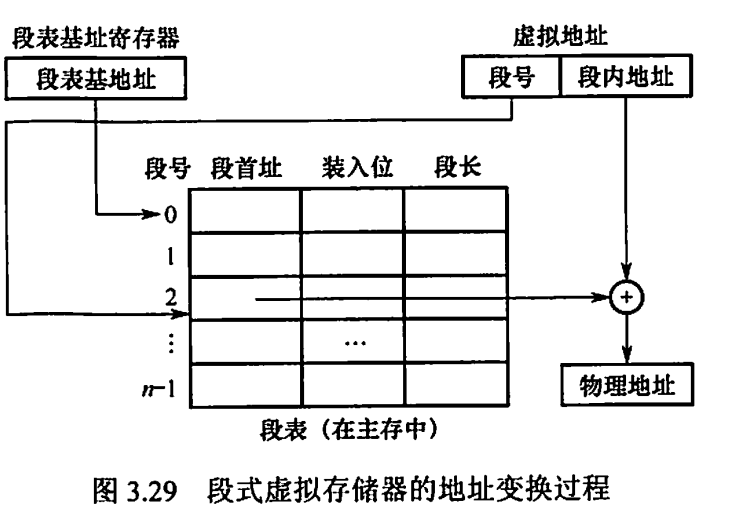 段表基址寄存器
虚拟地址
段表基地址
段号 段内地址
段号 段首址 装入位 段长
0
1
2
+
⋮ …
n-1
物理地址
段表（在主存中）
图 3.29 段式虚拟存储器的地址变换过程